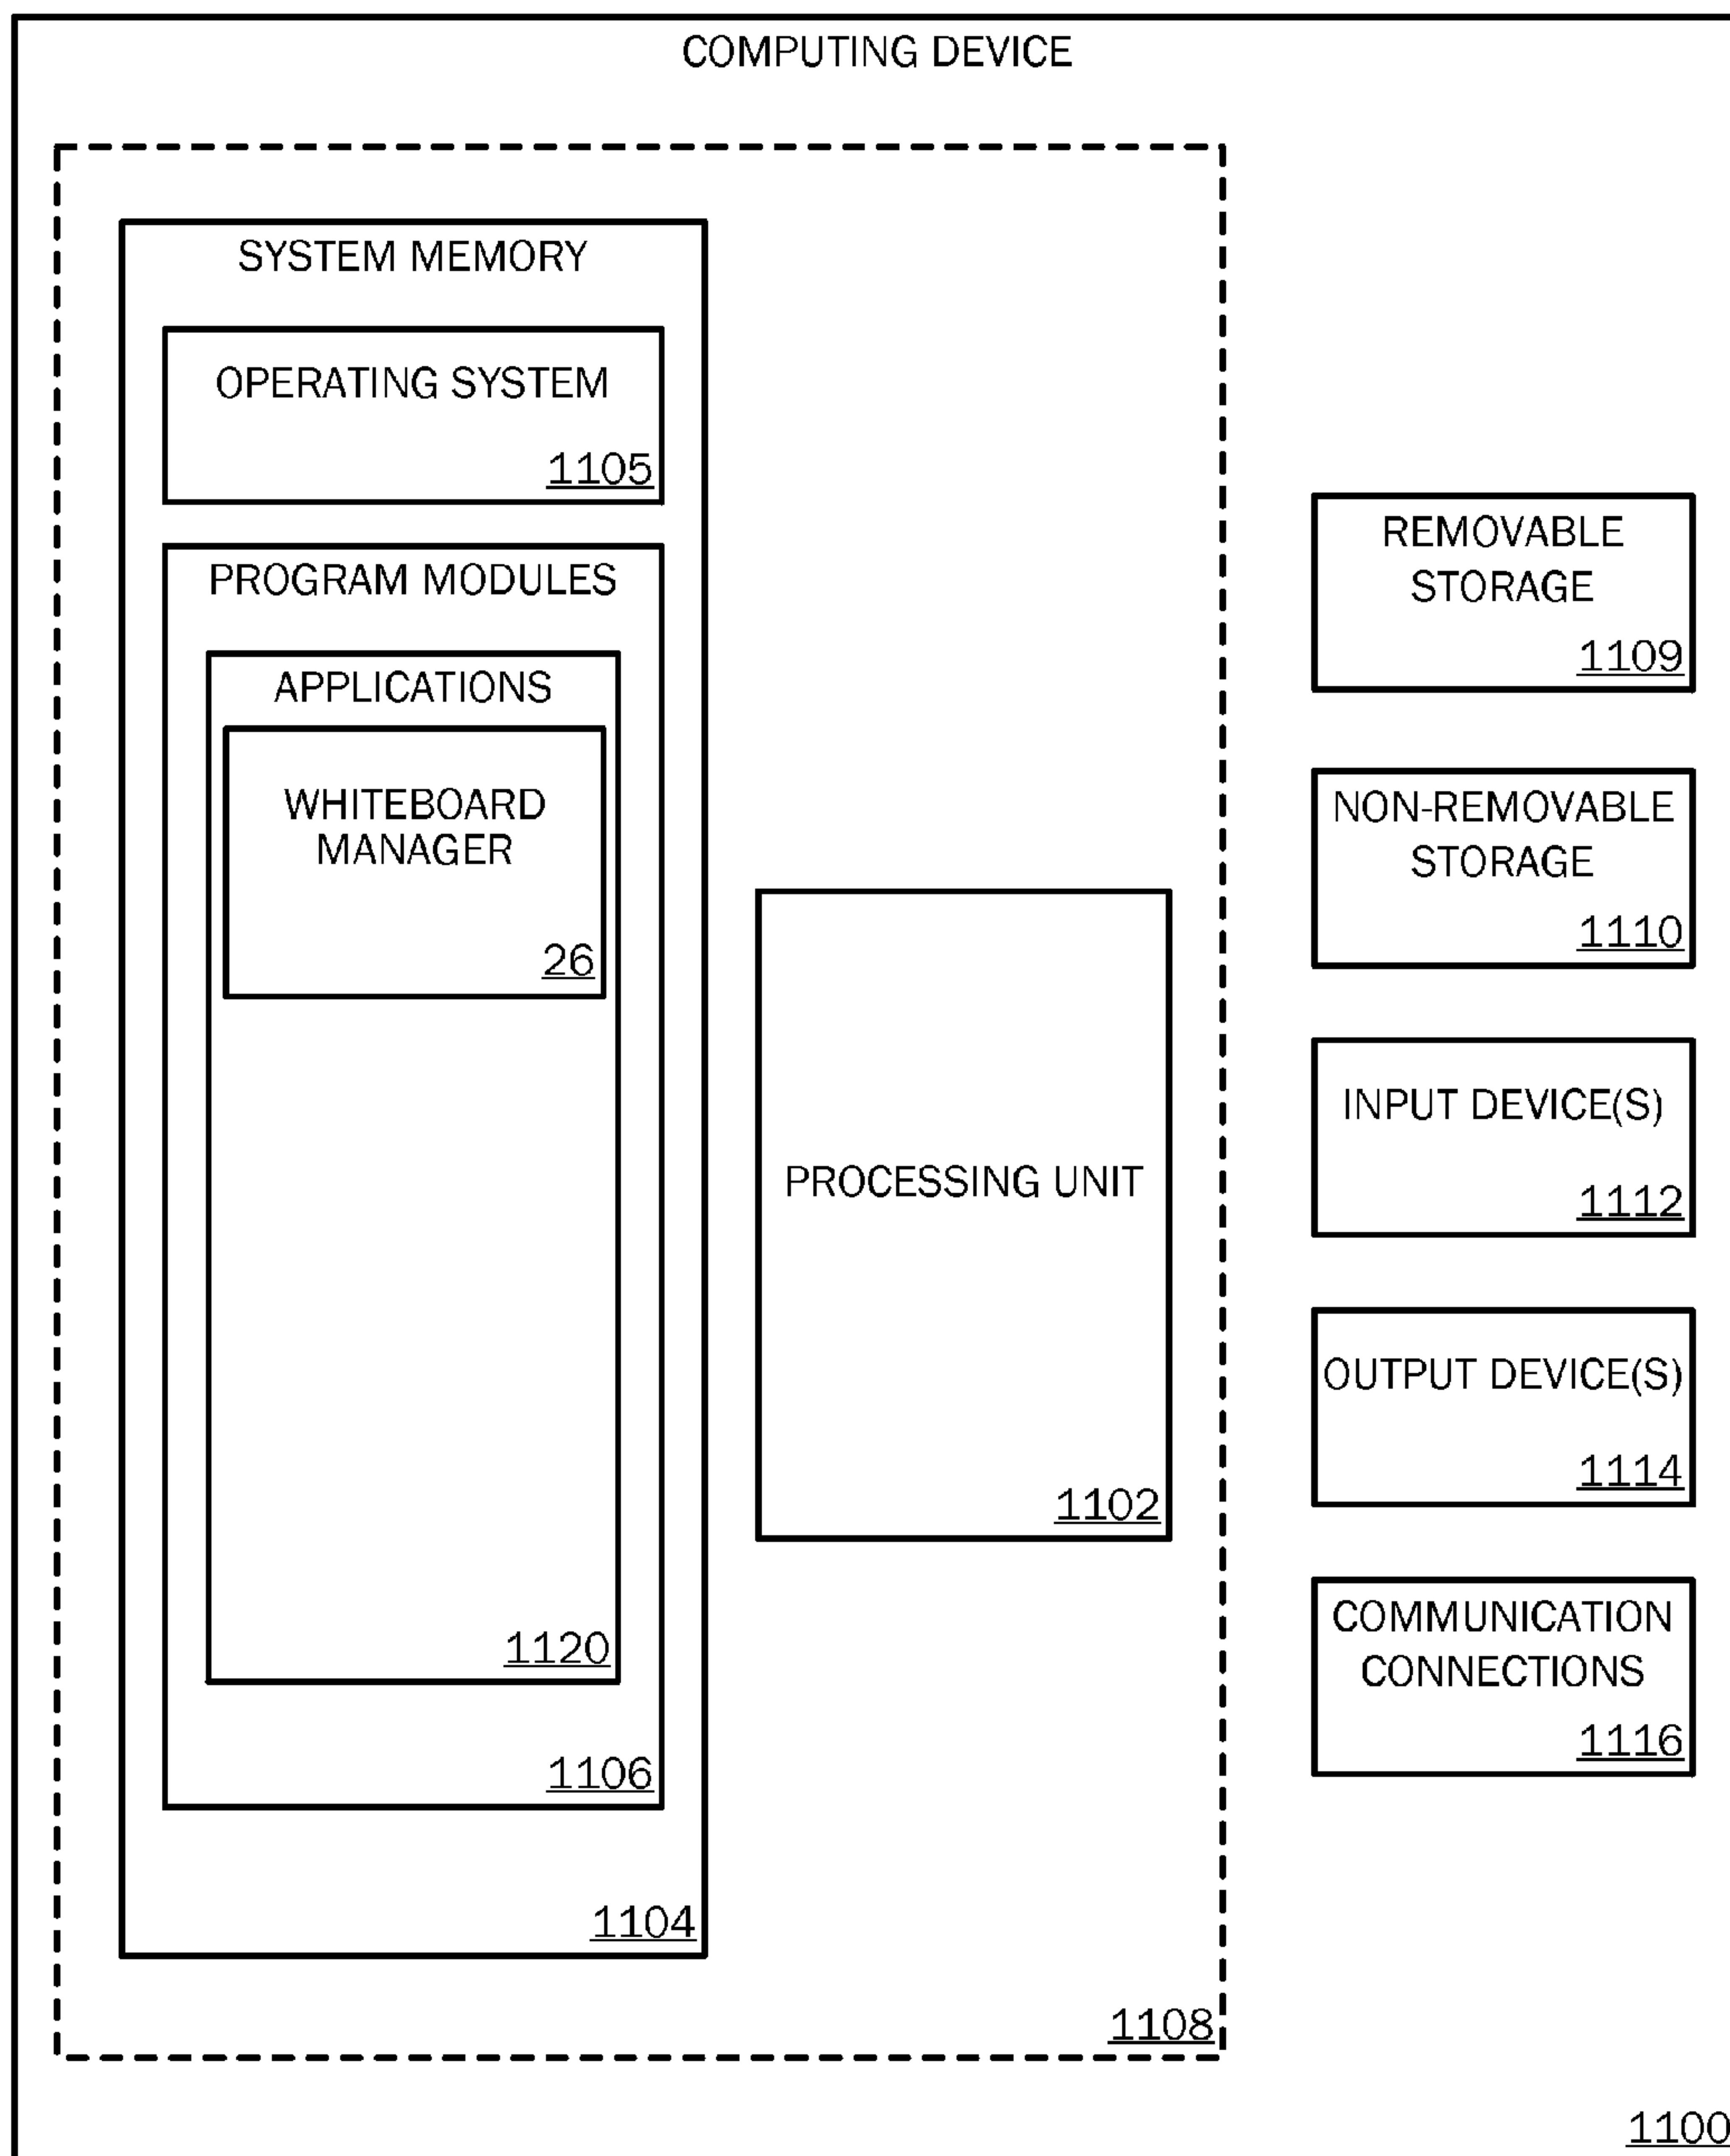 COMPUTING DEVICE
SYSTEM MEMORY
OPERATING SYSTEM
1105
PROGRAM MODULES
APPLICATIONS
WHITEBOARD
MANAGER
26
1120
1106
1104
PROCESSING UNIT
1102
1108
REMOVABLE
STORAGE
1109
NON-REMOVABLE
STORAGE
1110
INPUT DEVICE(S)
1112
OUTPUT DEVICE(S)
1114
COMMUNICATION
CONNECTIONS
1116
1100